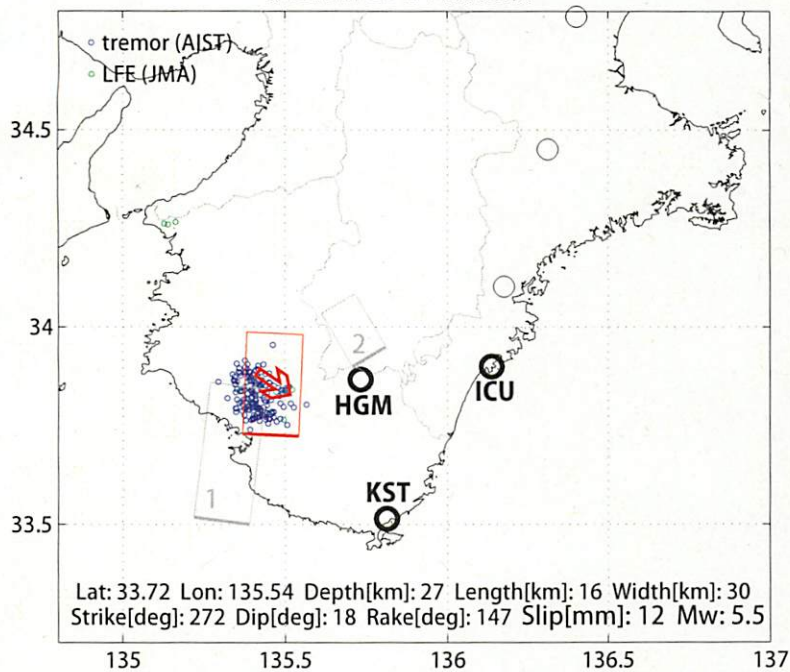 tremor (AIST)
LFE (JMA)
34.5
34
33.5
2
HGM
ICU
1
KST
Lat: 33.72 Lon: 135.54 Depth[km]: 27 Length[km]: 16 Width[km]: 30
Strike[deg]: 272 Dip[deg]: 18 Rake[deg]: 147 Slip[mm]: 12 Mw: 5.5
135 135.5 136 136.5 137